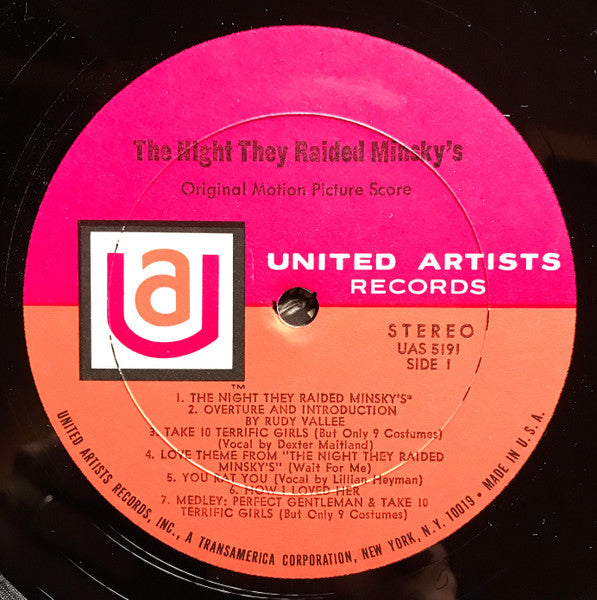 The Night They Raided Minsky's
Original Motion Picture Score
ua
UNITED ARTISTS
RECORDS
STEREO
UAS 5191
SIDE 1
TM
1. THE NIGHT THEY RAIDED MINSKY'S®
2. OVERTURE AND INTRODUCTION
BY RUDY VALLEE
3. TAKE 10 TERRIFIC GIRLS (But Only 9 Costumes)
(Vocal by Dexter Maitland)
4. LOVE THEME FROM "THE NIGHT THEY RAIDED
MINSKY'S" (Wait For Me)
5. YOU RAT YOU (Vocal by Lillian Heyman)
6. HOW I LOVED HER
7. MEDLEY: PERFECT GENTLEMAN & TAKE 10
TERRIFIC GIRLS (But Only 9 Costumes)
UNITED ARTISTS RECORDS, INC., A TRANSAMERICA CORPORATION, NEW YORK, N.Y. 10019 • MADE IN U.S.A.